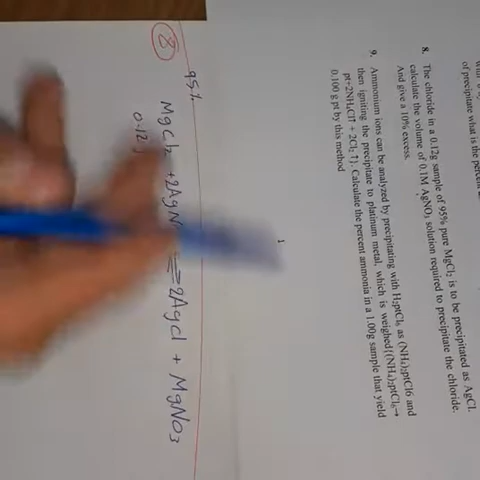 of precipitate what is the percent
8. The chloride in a 0.12g sample of 95% pure MgCl₂ is to be precipitated as AgCl.
calculate the volume of 0.1M AgNO₃ solution required to precipitate the chloride.
And give a 10% excess.
9. Ammonium ions can be analyzed by precipitating with H₂ptCl₆ as (NH₄)₂ptCl6 and
then igniting the precipitate to platinum metal, which is weighed{(NH₄)₂ptCl₆→
pt+2NH₄Cl↑ + 2Cl₂↑}. Calculate the percent ammonia in a 1.00g sample that yield
0.100 g pt by this method
1
8
95%
MgCl₂ +2AgN ⇌ 2AgCl + MgNO3
0.12g